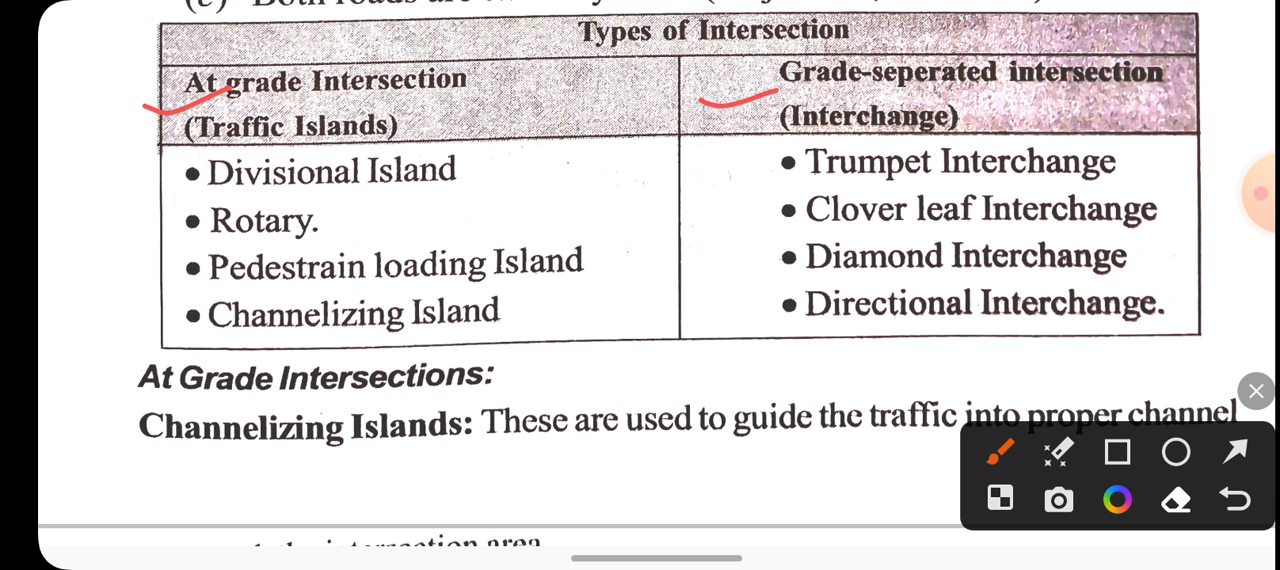 Types of Intersection
At grade Intersection
(Traffic Islands)
Grade-seperated intersection
(Interchange)
• Divisional Island
• Rotary.
• Pedestrain loading Island
• Channelizing Island
• Trumpet Interchange
• Clover leaf Interchange
• Diamond Interchange
• Directional Interchange.
At Grade Intersections:
Channelizing Islands: These are used to guide the traffic into proper channel
intersection area